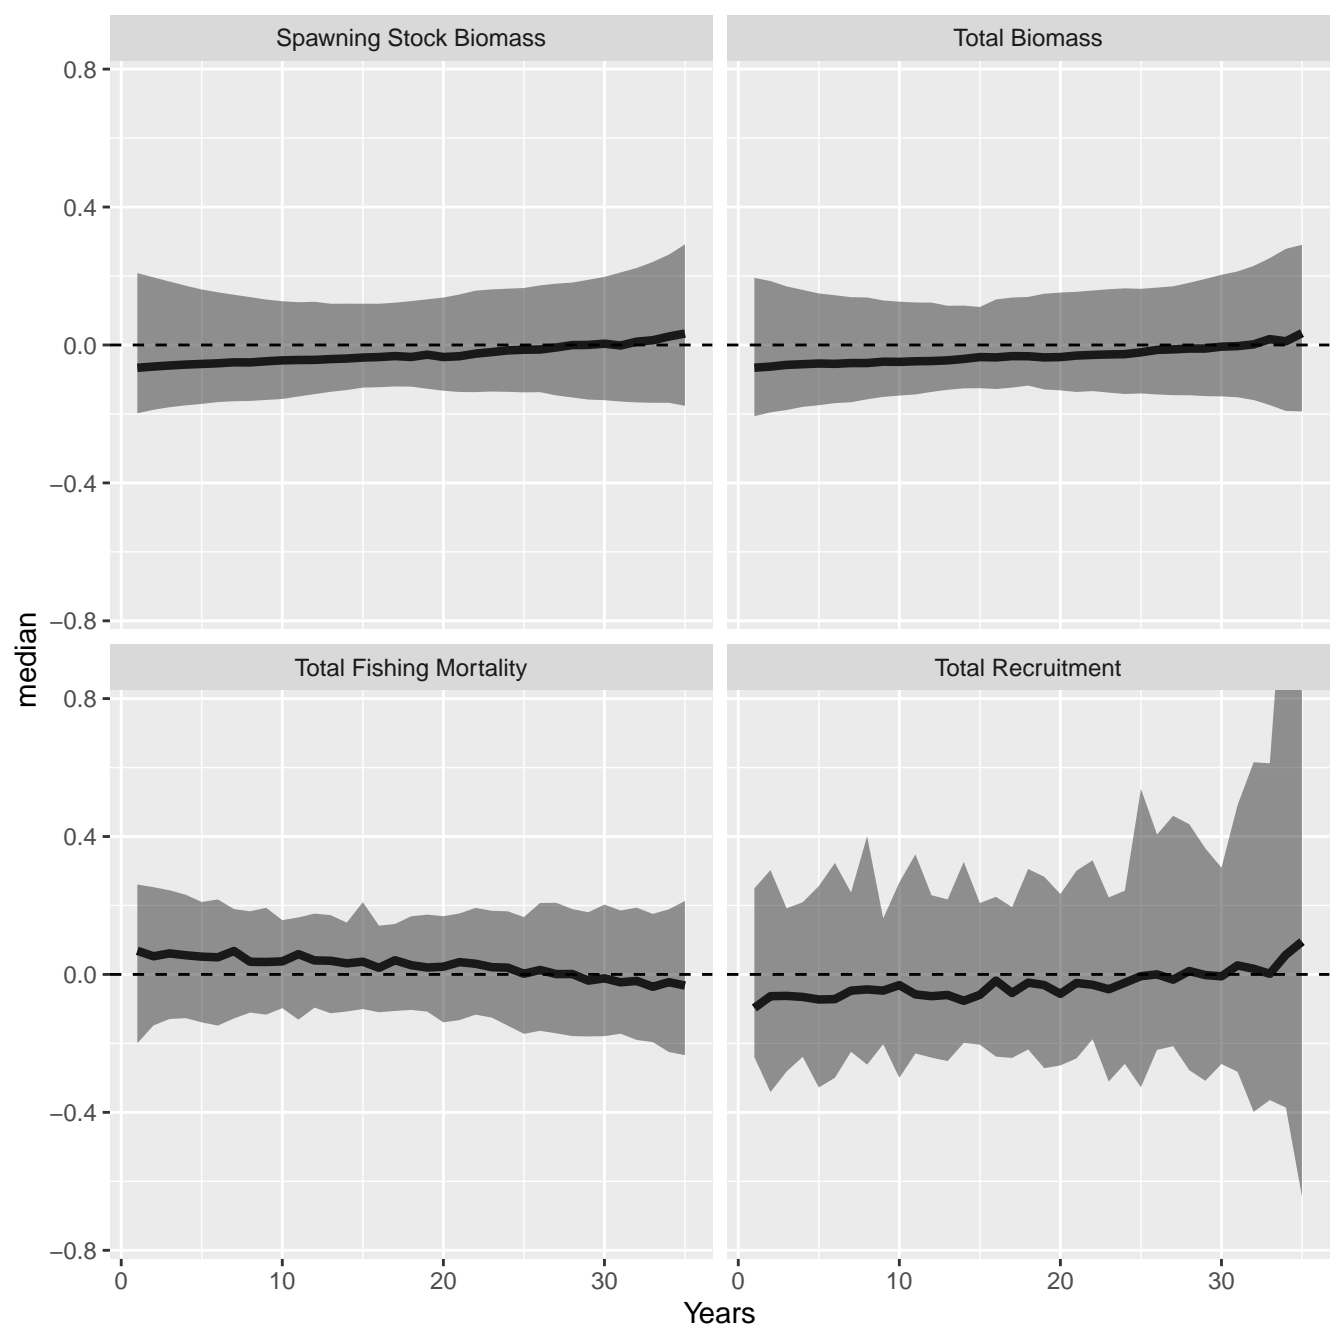 Spawning Stock Biomass
Total Biomass
0.8
0.4
0.0
−0.4
−0.8
median
Total Fishing Mortality
Total Recruitment
0.8
0.4
0.0
−0.4
−0.8
0 10 20 30
0 10 20 30
Years